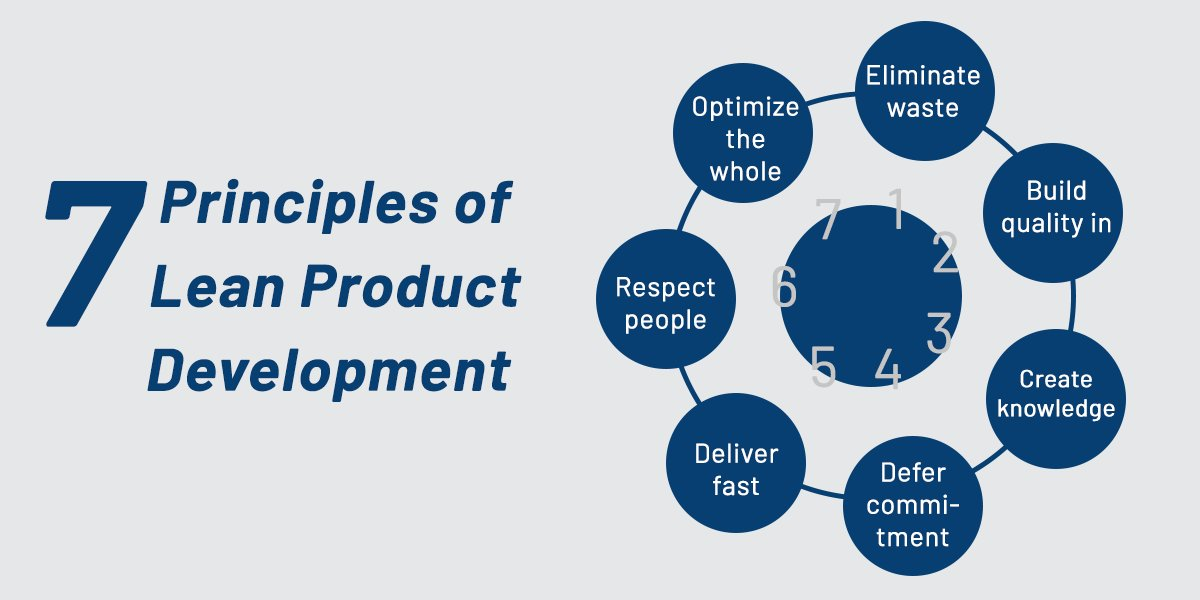 7 Principles of
Lean Product
Development
Eliminate
waste
Build
quality in
Create
knowledge
Defer
commi-
tment
Deliver
fast
Respect
people
Optimize
the
whole
1
2
3
4
5
6
7